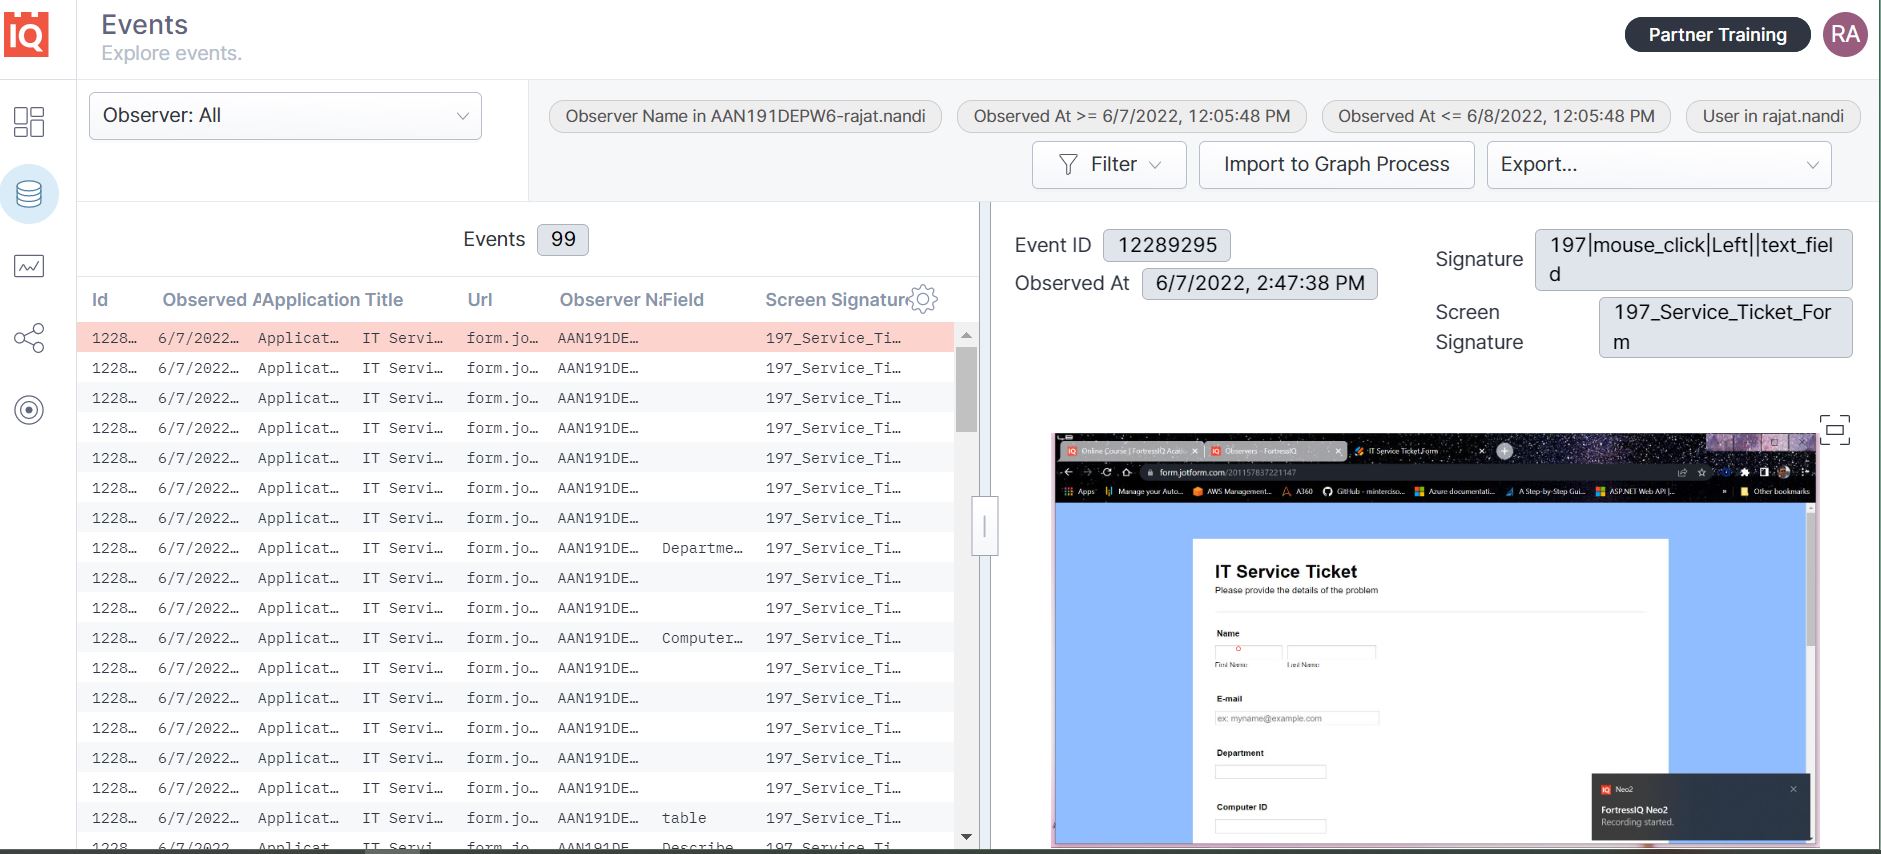 IQ
Events
Explore events.
Partner Training
RA
Observer: All
Observer Name in AAN191DEPW6-rajat.nandi
Observed At >= 6/7/2022, 12:05:48 PM
Observed At <= 6/8/2022, 12:05:48 PM
User in rajat.nandi
Filter
Import to Graph Process
Export...
Events 99
Id Observed A Application Title Url Observer Na Field Screen Signature
1228… 6/7/2022… Applicat… IT Servi… form.jo… AAN191DE… 197_Service_Ti…
1228… 6/7/2022… Applicat… IT Servi… form.jo… AAN191DE… 197_Service_Ti…
1228… 6/7/2022… Applicat… IT Servi… form.jo… AAN191DE… 197_Service_Ti…
1228… 6/7/2022… Applicat… IT Servi… form.jo… AAN191DE… 197_Service_Ti…
1228… 6/7/2022… Applicat… IT Servi… form.jo… AAN191DE… 197_Service_Ti…
1228… 6/7/2022… Applicat… IT Servi… form.jo… AAN191DE… 197_Service_Ti…
1228… 6/7/2022… Applicat… IT Servi… form.jo… AAN191DE… 197_Service_Ti…
1228… 6/7/2022… Applicat… IT Servi… form.jo… AAN191DE… Departme… 197_Service_Ti…
1228… 6/7/2022… Applicat… IT Servi… form.jo… AAN191DE… 197_Service_Ti…
1228… 6/7/2022… Applicat… IT Servi… form.jo… AAN191DE… 197_Service_Ti…
1228… 6/7/2022… Applicat… IT Servi… form.jo… AAN191DE… Computer… 197_Service_Ti…
1228… 6/7/2022… Applicat… IT Servi… form.jo… AAN191DE… 197_Service_Ti…
1228… 6/7/2022… Applicat… IT Servi… form.jo… AAN191DE… 197_Service_Ti…
1228… 6/7/2022… Applicat… IT Servi… form.jo… AAN191DE… 197_Service_Ti…
1228… 6/7/2022… Applicat… IT Servi… form.jo… AAN191DE… 197_Service_Ti…
1228… 6/7/2022… Applicat… IT Servi… form.jo… AAN191DE… 197_Service_Ti…
1228… 6/7/2022… Applicat… IT Servi… form.jo… AAN191DE… table 197_Service_Ti…
1228… 6/7/2022… Applicat… IT Servi… form.jo… AAN191DE… Describe… 197_Service_Ti…
Event ID 12289295
Observed At 6/7/2022, 2:47:38 PM
Signature 197|mouse_click|Left||text_fiel
d
Screen
Signature
197_Service_Ticket_For
m
IQ Online Course | FortressIQ Acad
IQ Observers - FortressIQ
IT Service Ticket Form
form.jotform.com/201157837221147
Apps Manage your Auto... AWS Management... A360 GitHub - minterciso... Azure documentati... A Step-by-Step Gui... ASP.NET Web API |... » Other bookmarks
IT Service Ticket
Please provide the details of the problem
Name
First Name Last Name
E-mail
ex: myname@example.com
Department
Computer ID
IQ Neo2
FortressIQ Neo2
Recording started.